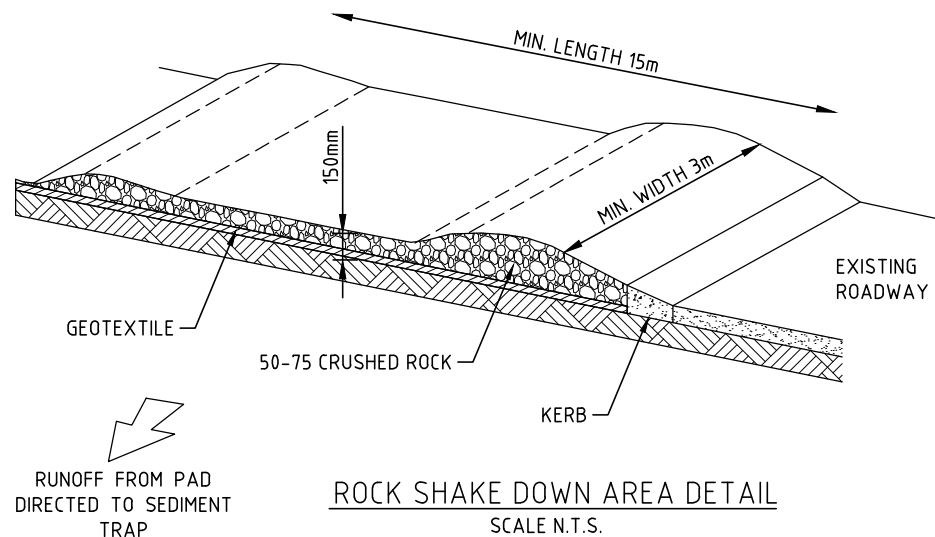 MIN. LENGTH 15m
150mm
MIN. WIDTH 3m
EXISTING
ROADWAY
GEOTEXTILE
50-75 CRUSHED ROCK
KERB
RUNOFF FROM PAD
DIRECTED TO SEDIMENT
TRAP
ROCK SHAKE DOWN AREA DETAIL
SCALE N.T.S.